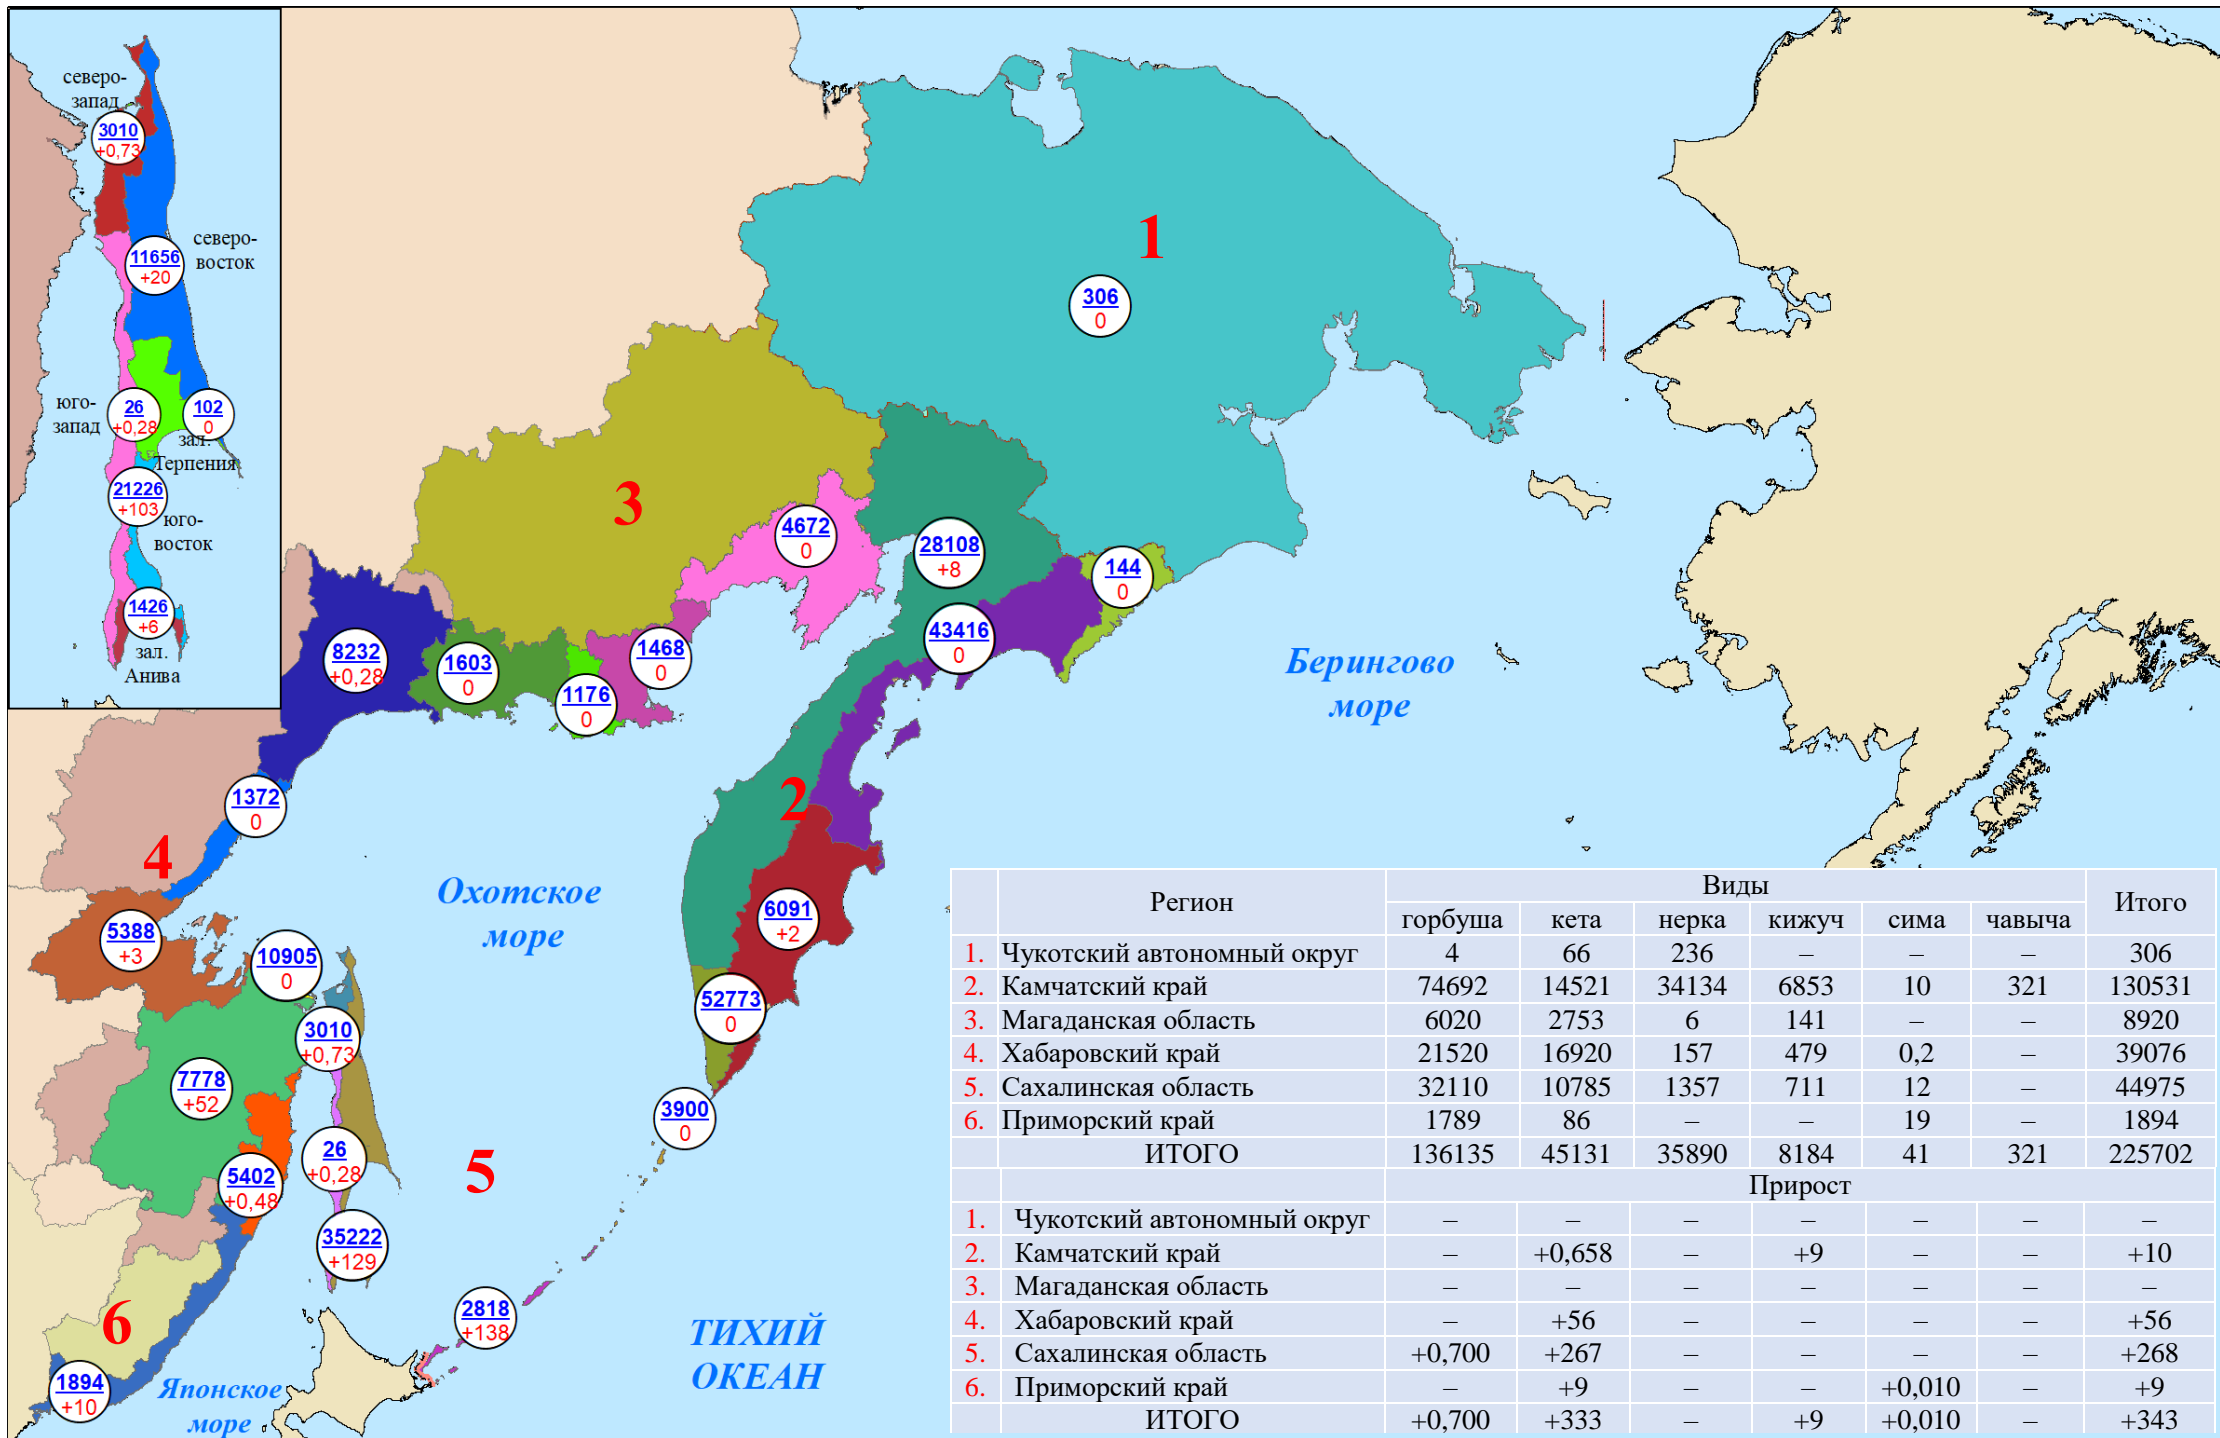 северо-
запад
3010
+0,73
северо-
восток
11656
+20
юго-
запад
26
+0,28
102
0
зал.
Терпения
21226
+103
юго-
восток
1426
+6
зал.
Анива
1
306
0
3
4672
0
28108
+8
144
0
43416
0
8232
+0,28
1603
0
1176
0
1468
0
Берингово
море
1372
0
2
4
Охотское
море
6091
+2
5388
+3
10905
0
52773
0
3010
+0,73
7778
+52
3900
0
26
+0,28
5
5402
+0,48
35222
+129
2818
+138
6
ТИХИЙ
ОКЕАН
1894
+10
Японское
море
Регион Виды Итого
горбуша кета нерка кижуч сима чавыча
1. Чукотский автономный округ 4 66 236 – – – 306
2. Камчатский край 74692 14521 34134 6853 10 321 130531
3. Магаданская область 6020 2753 6 141 – – 8920
4. Хабаровский край 21520 16920 157 479 0,2 – 39076
5. Сахалинская область 32110 10785 1357 711 12 – 44975
6. Приморский край 1789 86 – – 19 – 1894
ИТОГО 136135 45131 35890 8184 41 321 225702
Прирост
1. Чукотский автономный округ – – – – – – –
2. Камчатский край – +0,658 – +9 – – +10
3. Магаданская область – – – – – – –
4. Хабаровский край – +56 – – – – +56
5. Сахалинская область +0,700 +267 – – – – +268
6. Приморский край – +9 – – +0,010 – +9
ИТОГО +0,700 +333 – +9 +0,010 – +343